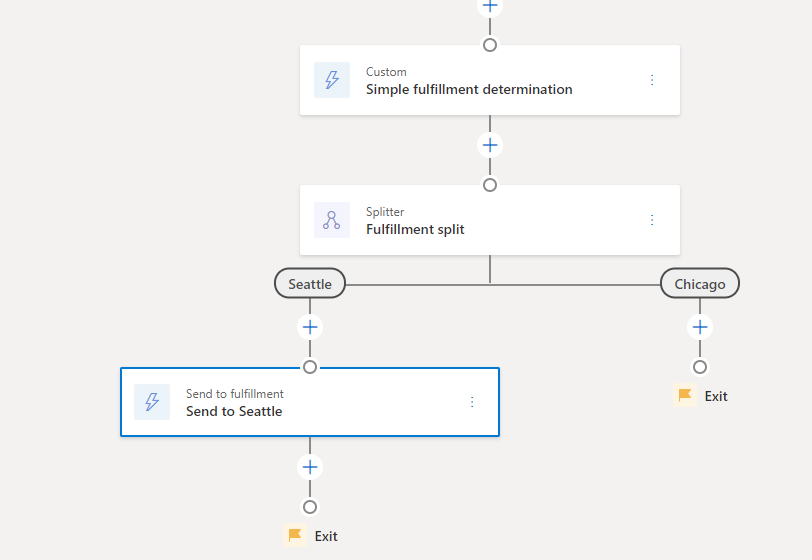 Custom
Simple fulfillment determination
Splitter
Fulfillment split
Seattle
Chicago
Send to fulfillment
Send to Seattle
Exit
Exit